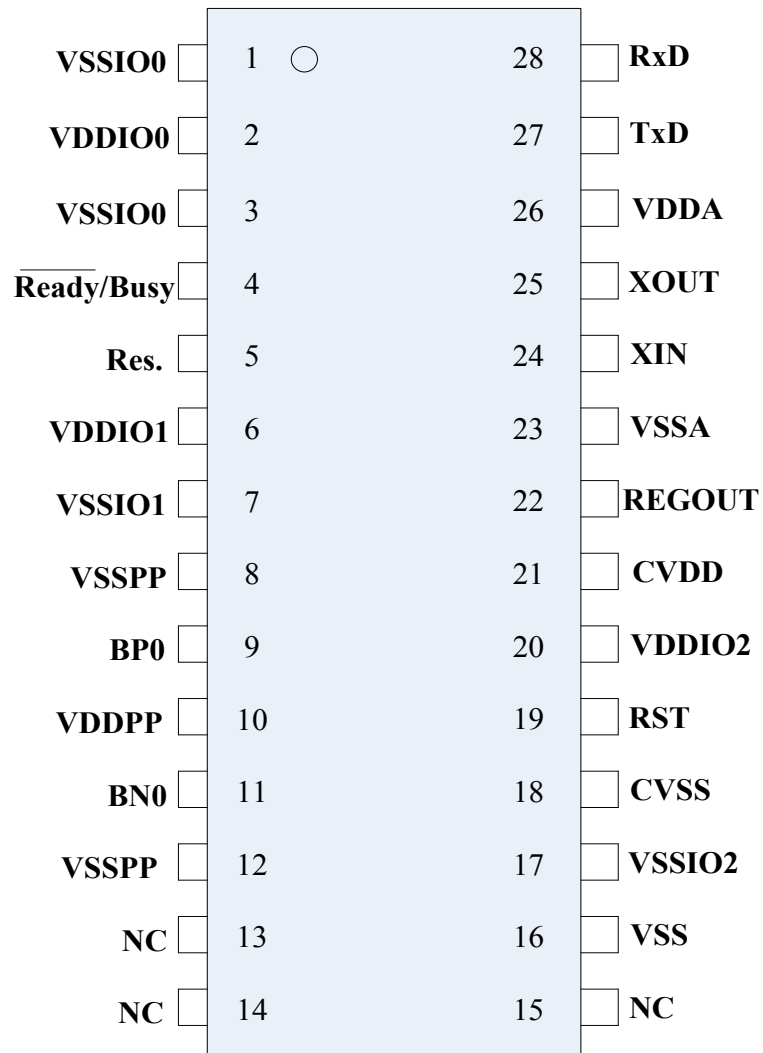 VSSIO0 1 28 RxD
VDDIO0 2 27 TxD
VSSIO0 3 26 VDDA
Ready/Busy 4 25 XOUT
Res. 5 24 XIN
VDDIO1 6 23 VSSA
VSSIO1 7 22 REGOUT
VSSPP 8 21 CVDD
BP0 9 20 VDDIO2
VDDPP 10 19 RST
BN0 11 18 CVSS
VSSPP 12 17 VSSIO2
NC 13 16 VSS
NC 14 15 NC